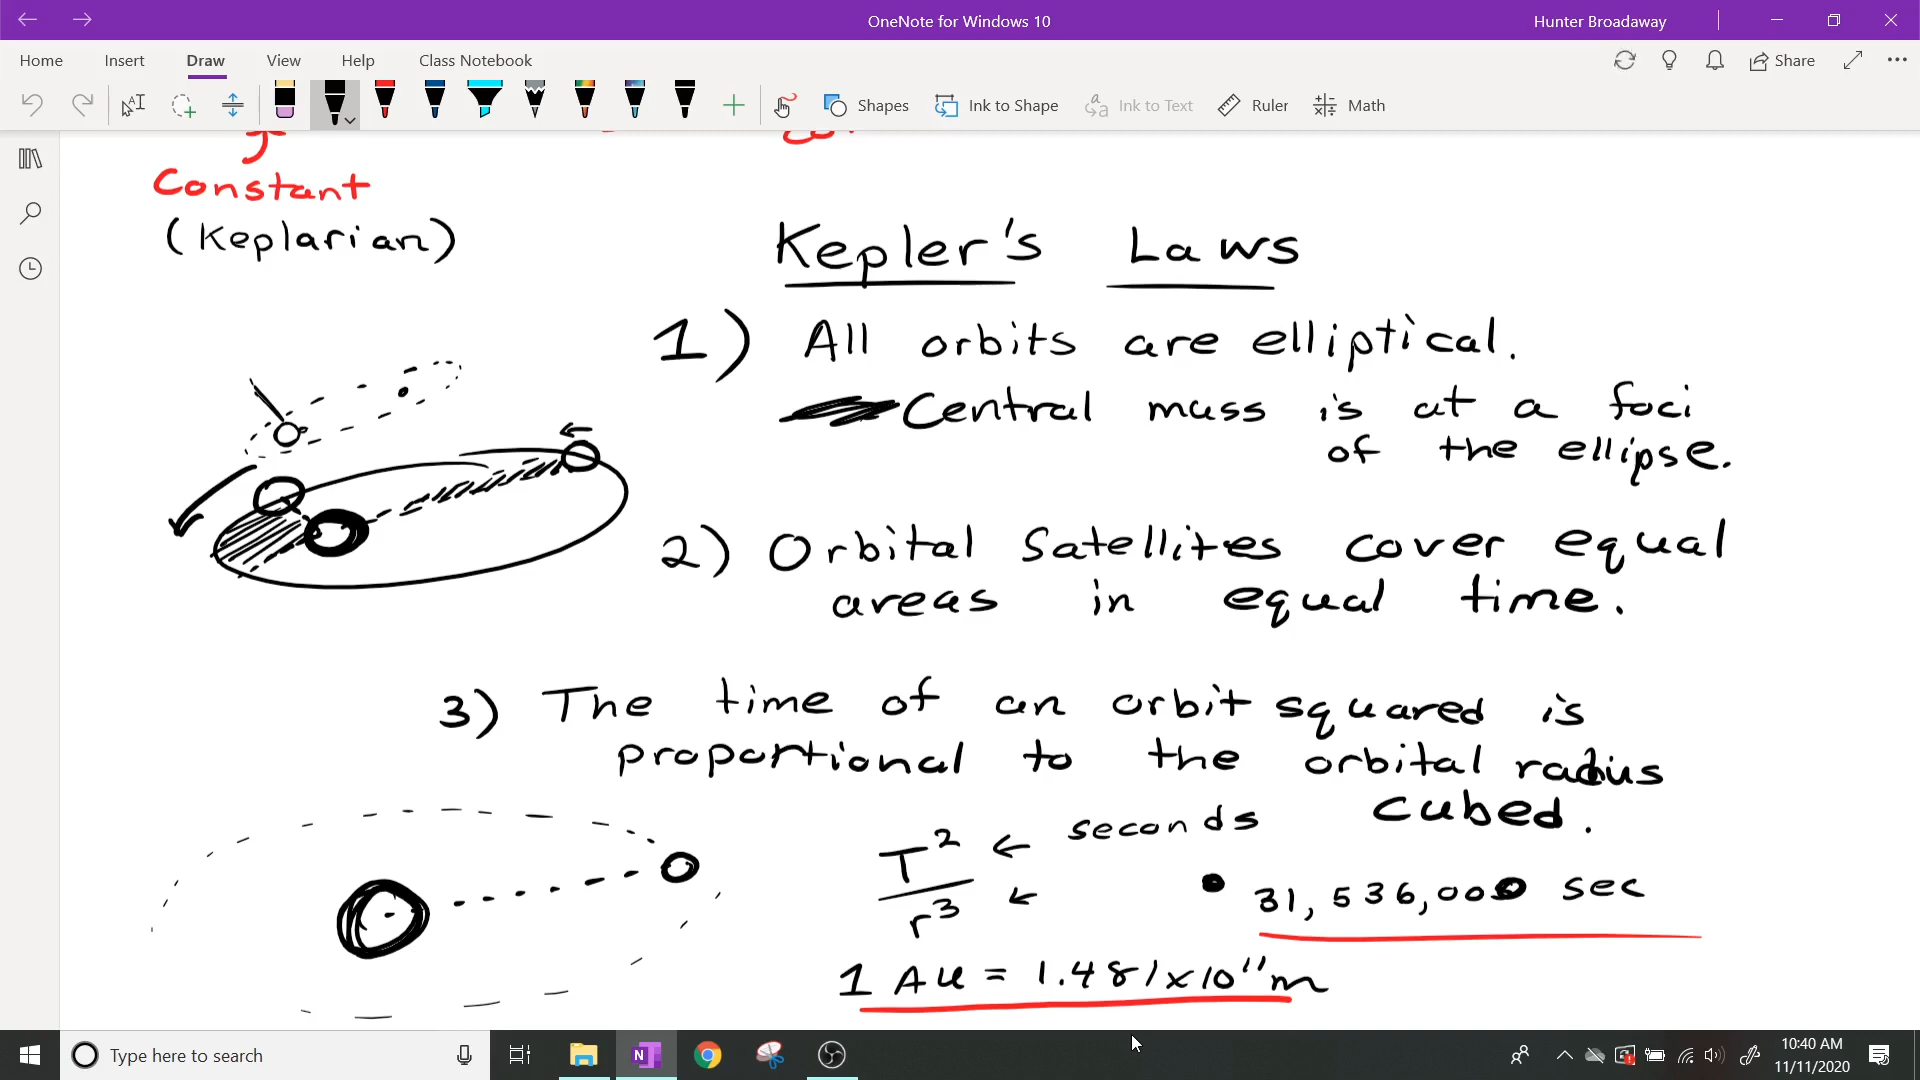 OneNote for Windows 10
Hunter Broadaway
Home Insert Draw View Help Class Notebook
Share
Shapes Ink to Shape Ink to Text Ruler Math
Constant
(Keplarian)
Kepler's Laws
1) All orbits are elliptical.
Central mass is at a foci
of the ellipse.
2) Orbital Satellites cover equal
areas in equal time.
3) The time of an orbit squared is
proportional to the orbital radius
cubed.
T² ← seconds
r³ ←
• 31,536,000 sec
1 AU = 1.481x10¹¹m
Type here to search
10:40 AM
11/11/2020